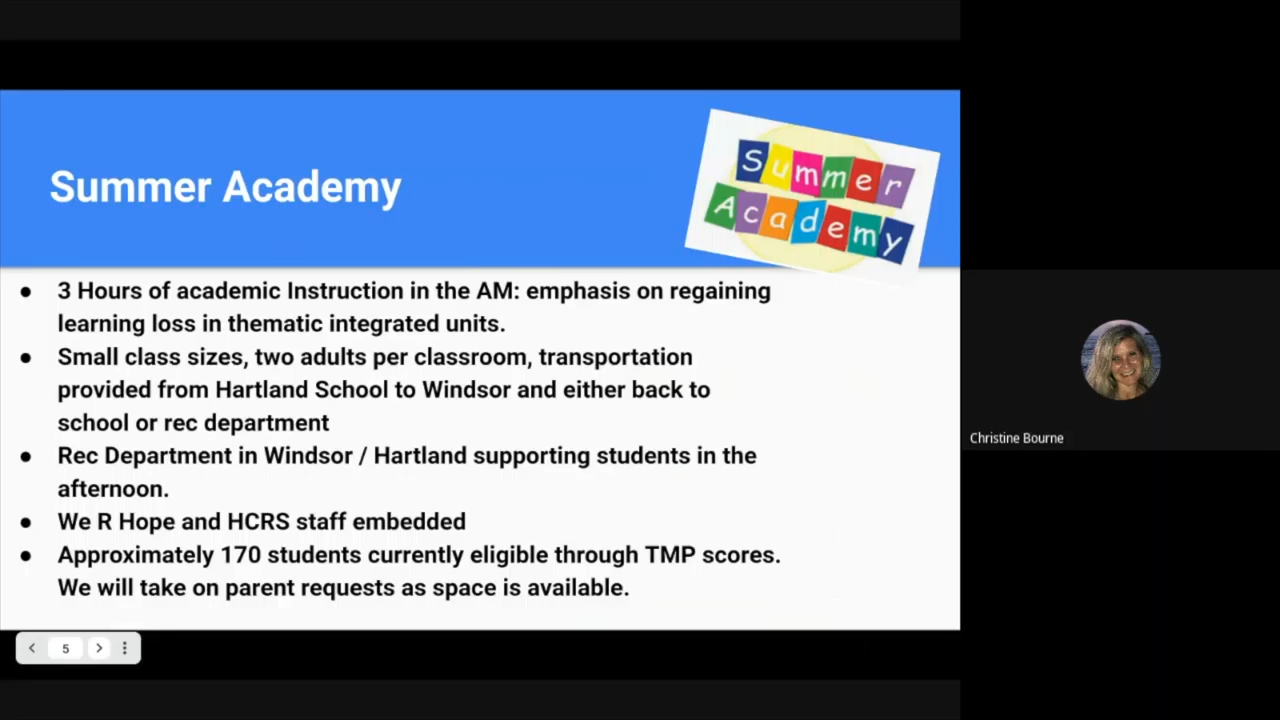 Summer Academy
Summer
Academy
● 3 Hours of academic Instruction in the AM: emphasis on regaining
learning loss in thematic integrated units.
● Small class sizes, two adults per classroom, transportation
provided from Hartland School to Windsor and either back to
school or rec department
● Rec Department in Windsor / Hartland supporting students in the
afternoon.
● We R Hope and HCRS staff embedded
● Approximately 170 students currently eligible through TMP scores.
We will take on parent requests as space is available.
Christine Bourne
5